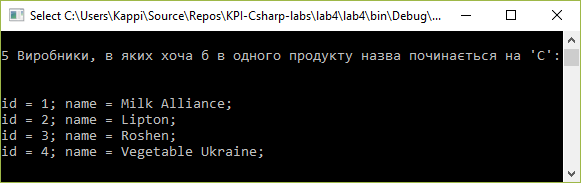 Select C:\Users\Kappi\Source\Repos\KPI-Csharp-labs\lab4\lab4\bin\Debug\...
5 Виробники, в яких хоча б в одного продукту назва починається на 'С':
id = 1; name = Milk Alliance;
id = 2; name = Lipton;
id = 3; name = Roshen;
id = 4; name = Vegetable Ukraine;